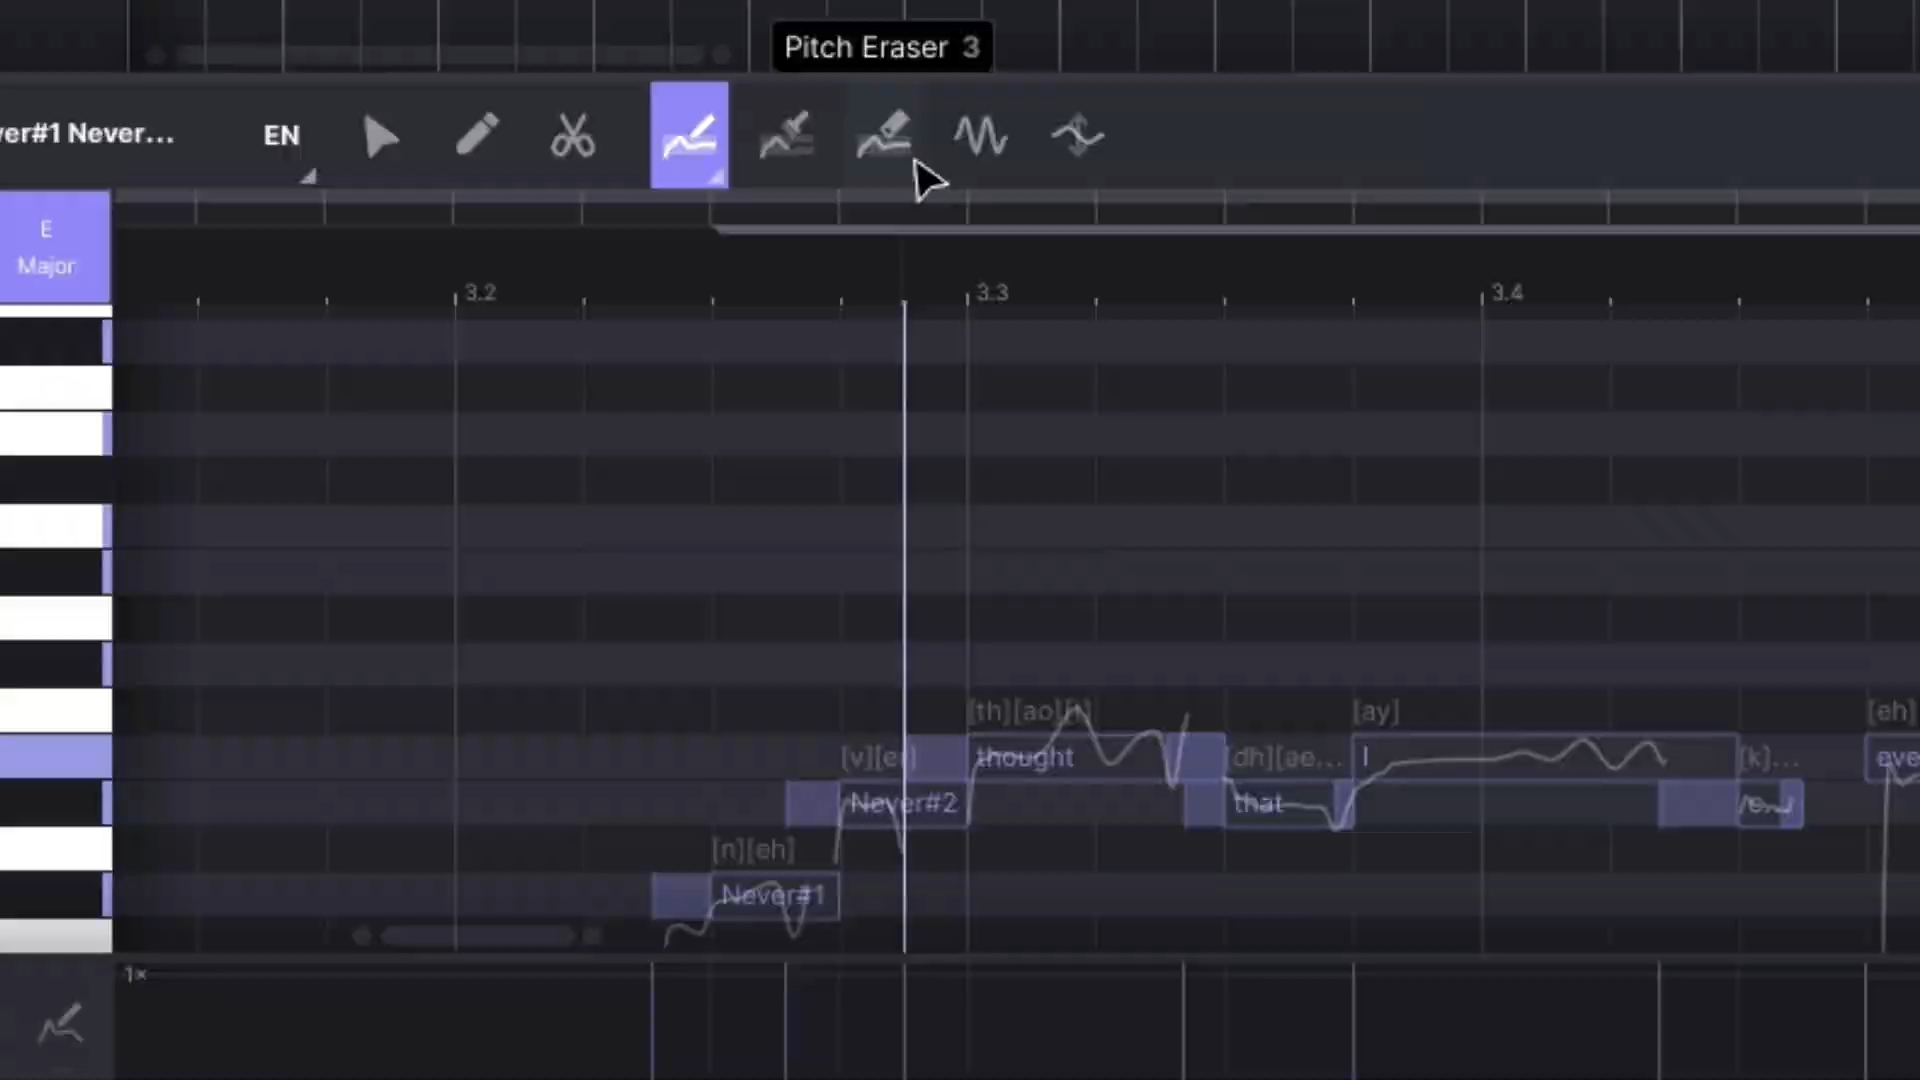 Pitch Eraser 3
ver#1 Never...
EN
E
Major
3.2
3.3
3.4
[th][ao][t]
[ay]
[eh]
[v][er]
thought
[dh][ae...
I
[k]...
eve
Never#2
that
[n][eh]
Never#1
1×